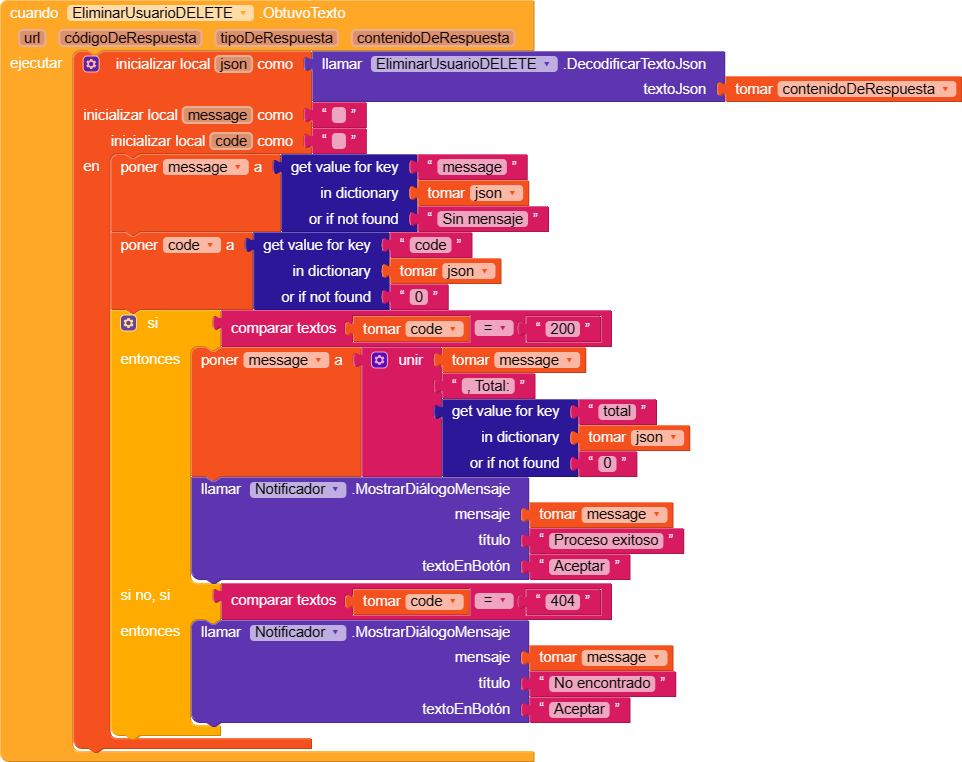 cuando EliminarUsuarioDELETE .ObtuvoTexto
url códigoDeRespuesta tipoDeRespuesta contenidoDeRespuesta
ejecutar inicializar local json como llamar EliminarUsuarioDELETE .DecodificarTextoJson
textoJson tomar contenidoDeRespuesta
inicializar local message como “ ”
inicializar local code como “ ”
en poner message a get value for key “ message ”
in dictionary tomar json
or if not found “ Sin mensaje ”
poner code a get value for key “ code ”
in dictionary tomar json
or if not found “ 0 ”
si comparar textos tomar code = “ 200 ”
entonces poner message a unir tomar message
“ , Total: ”
get value for key “ total ”
in dictionary tomar json
or if not found “ 0 ”
llamar Notificador .MostrarDiálogoMensaje
mensaje tomar message
título “ Proceso exitoso ”
textoEnBotón “ Aceptar ”
si no, si comparar textos tomar code = “ 404 ”
entonces llamar Notificador .MostrarDiálogoMensaje
mensaje tomar message
título “ No encontrado ”
textoEnBotón “ Aceptar ”